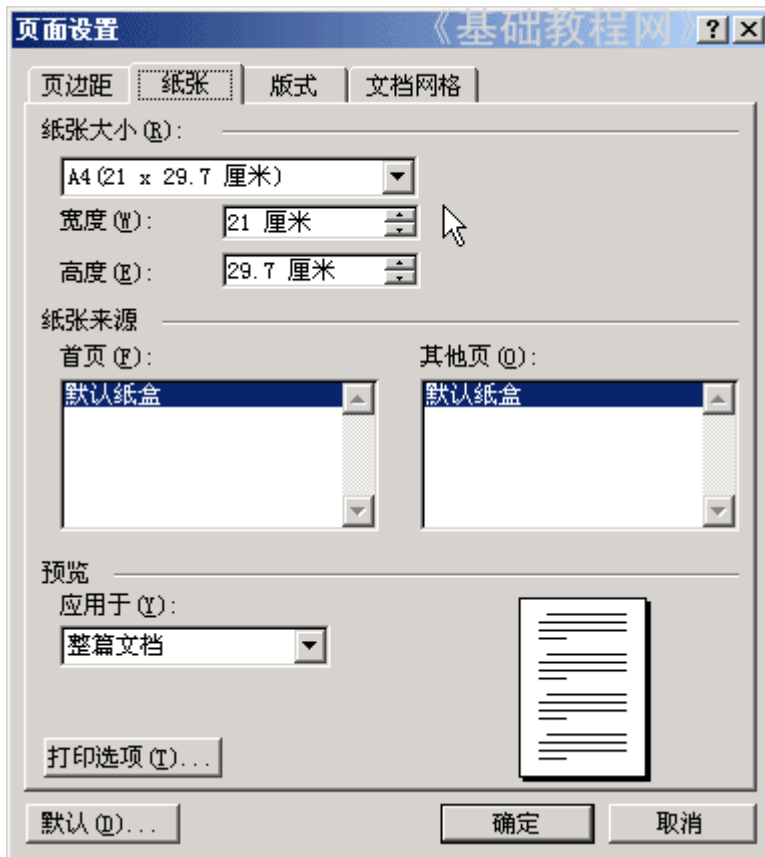 页面设置 《基础教程网》
页边距 纸张 版式 文档网格
纸张大小(R):
A4(21 x 29.7 厘米)
宽度(W): 21 厘米
高度(E): 29.7 厘米
纸张来源
首页(F): 其他页(O):
默认纸盒 默认纸盒
预览
应用于(Y):
整篇文档
打印选项(T)...
默认(D)... 确定 取消